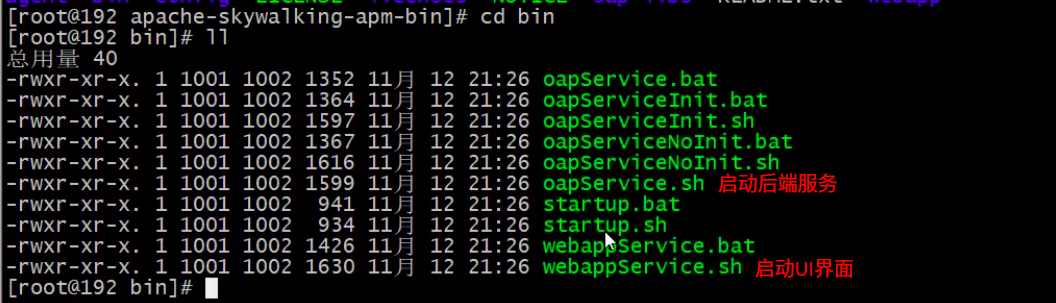 [root@192 apache-skywalking-apm-bin]# cd bin
[root@192 bin]# ll
总用量 40
-rwxr-xr-x. 1 1001 1002 1352 11月 12 21:26 oapService.bat
-rwxr-xr-x. 1 1001 1002 1364 11月 12 21:26 oapServiceInit.bat
-rwxr-xr-x. 1 1001 1002 1597 11月 12 21:26 oapServiceInit.sh
-rwxr-xr-x. 1 1001 1002 1367 11月 12 21:26 oapServiceNoInit.bat
-rwxr-xr-x. 1 1001 1002 1616 11月 12 21:26 oapServiceNoInit.sh
-rwxr-xr-x. 1 1001 1002 1599 11月 12 21:26 oapService.sh 启动后端服务
-rwxr-xr-x. 1 1001 1002 941 11月 12 21:26 startup.bat
-rwxr-xr-x. 1 1001 1002 934 11月 12 21:26 startup.sh
-rwxr-xr-x. 1 1001 1002 1426 11月 12 21:26 webappService.bat
-rwxr-xr-x. 1 1001 1002 1630 11月 12 21:26 webappService.sh 启动UI界面
[root@192 bin]#